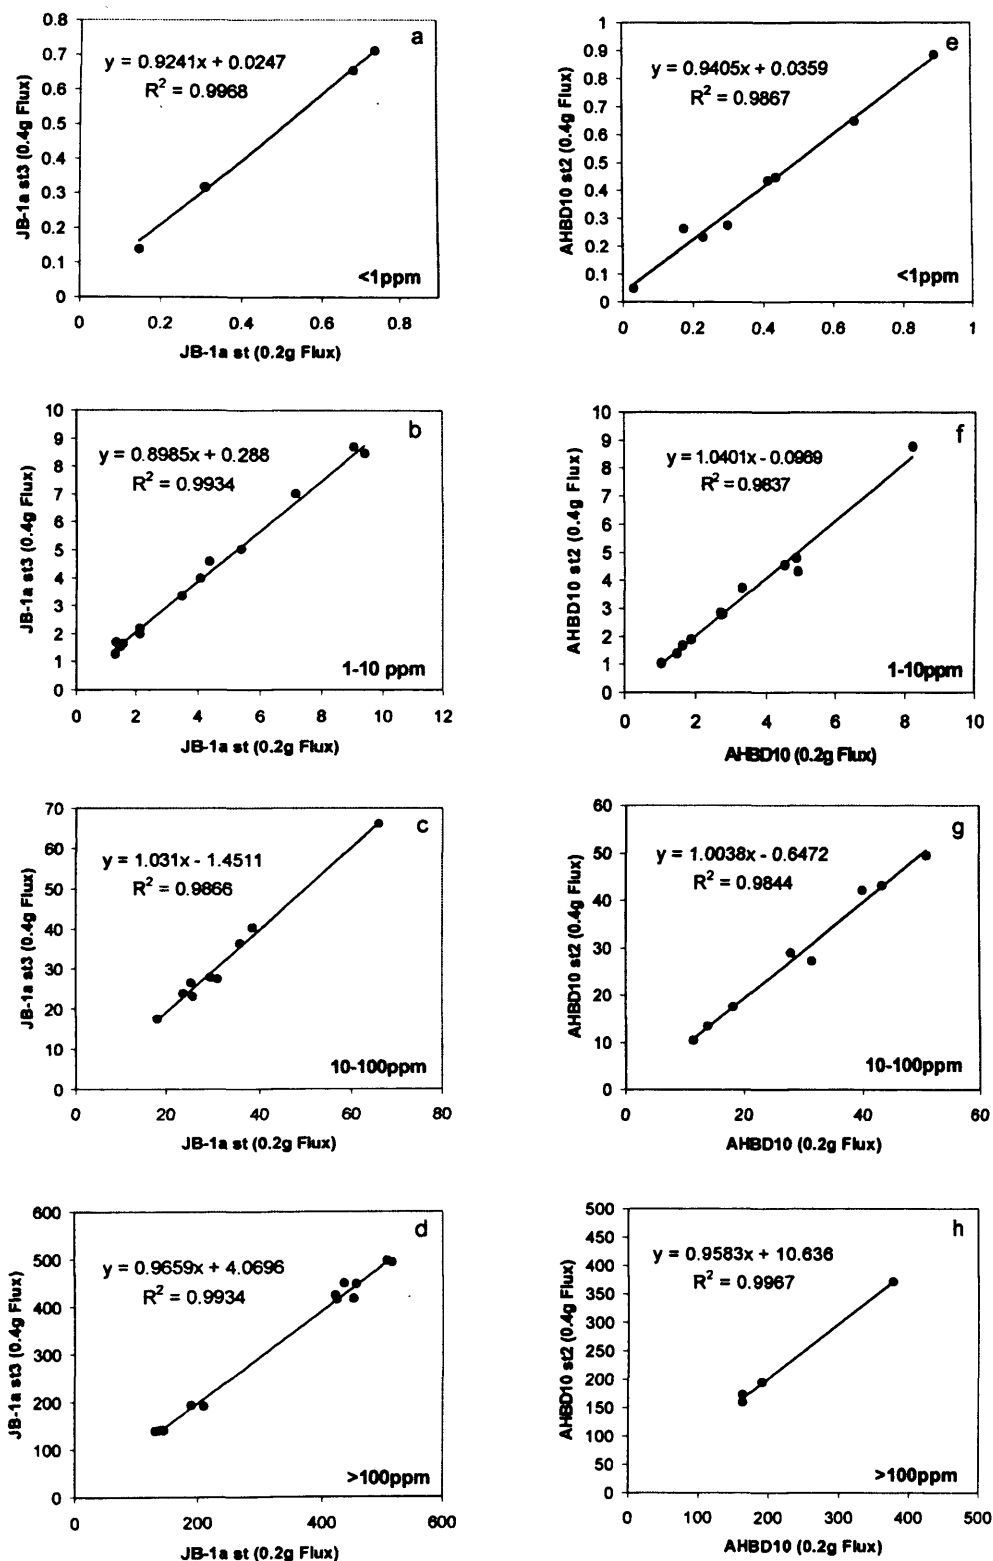 a
y = 0.9241x + 0.0247
R² = 0.9968
<1ppm
0.8
0.7
0.6
0.5
0.4
0.3
0.2
0.1
0
0 0.2 0.4 0.6 0.8
JB-1a st3 (0.4g Flux)
JB-1a st (0.2g Flux)
e
y = 0.9405x + 0.0359
R² = 0.9867
<1ppm
1
0.9
0.8
0.7
0.6
0.5
0.4
0.3
0.2
0.1
0
0 0.2 0.4 0.6 0.8 1
AHBD10 st2 (0.4g Flux)
AHBD10 (0.2g Flux)
b
y = 0.8985x + 0.288
R² = 0.9934
1-10 ppm
10
9
8
7
6
5
4
3
2
1
0
0 2 4 6 8 10 12
JB-1a st3 (0.4g Flux)
JB-1a st (0.2g Flux)
f
y = 1.0401x - 0.0969
R² = 0.9837
1-10ppm
10
9
8
7
6
5
4
3
2
1
0
0 2 4 6 8 10
AHBD10 st2 (0.4g Flux)
AHBD10 (0.2g Flux)
c
y = 1.031x - 1.4511
R² = 0.9866
10-100ppm
70
60
50
40
30
20
10
0
0 20 40 60 80
JB-1a st3 (0.4g Flux)
JB-1a st (0.2g Flux)
g
y = 1.0038x - 0.6472
R² = 0.9844
10-100ppm
60
50
40
30
20
10
0
0 20 40 60
AHBD10 st2 (0.4g Flux)
AHBD10 (0.2g Flux)
d
y = 0.9659x + 4.0696
R² = 0.9934
>100ppm
600
500
400
300
200
100
0
0 200 400 600
JB-1a st3 (0.4g Flux)
JB-1a st (0.2g Flux)
h
y = 0.9583x + 10.636
R² = 0.9967
>100ppm
500
450
400
350
300
250
200
150
100
50
0
0 100 200 300 400 500
AHBD10 st2 (0.4g Flux)
AHBD10 (0.2g Flux)